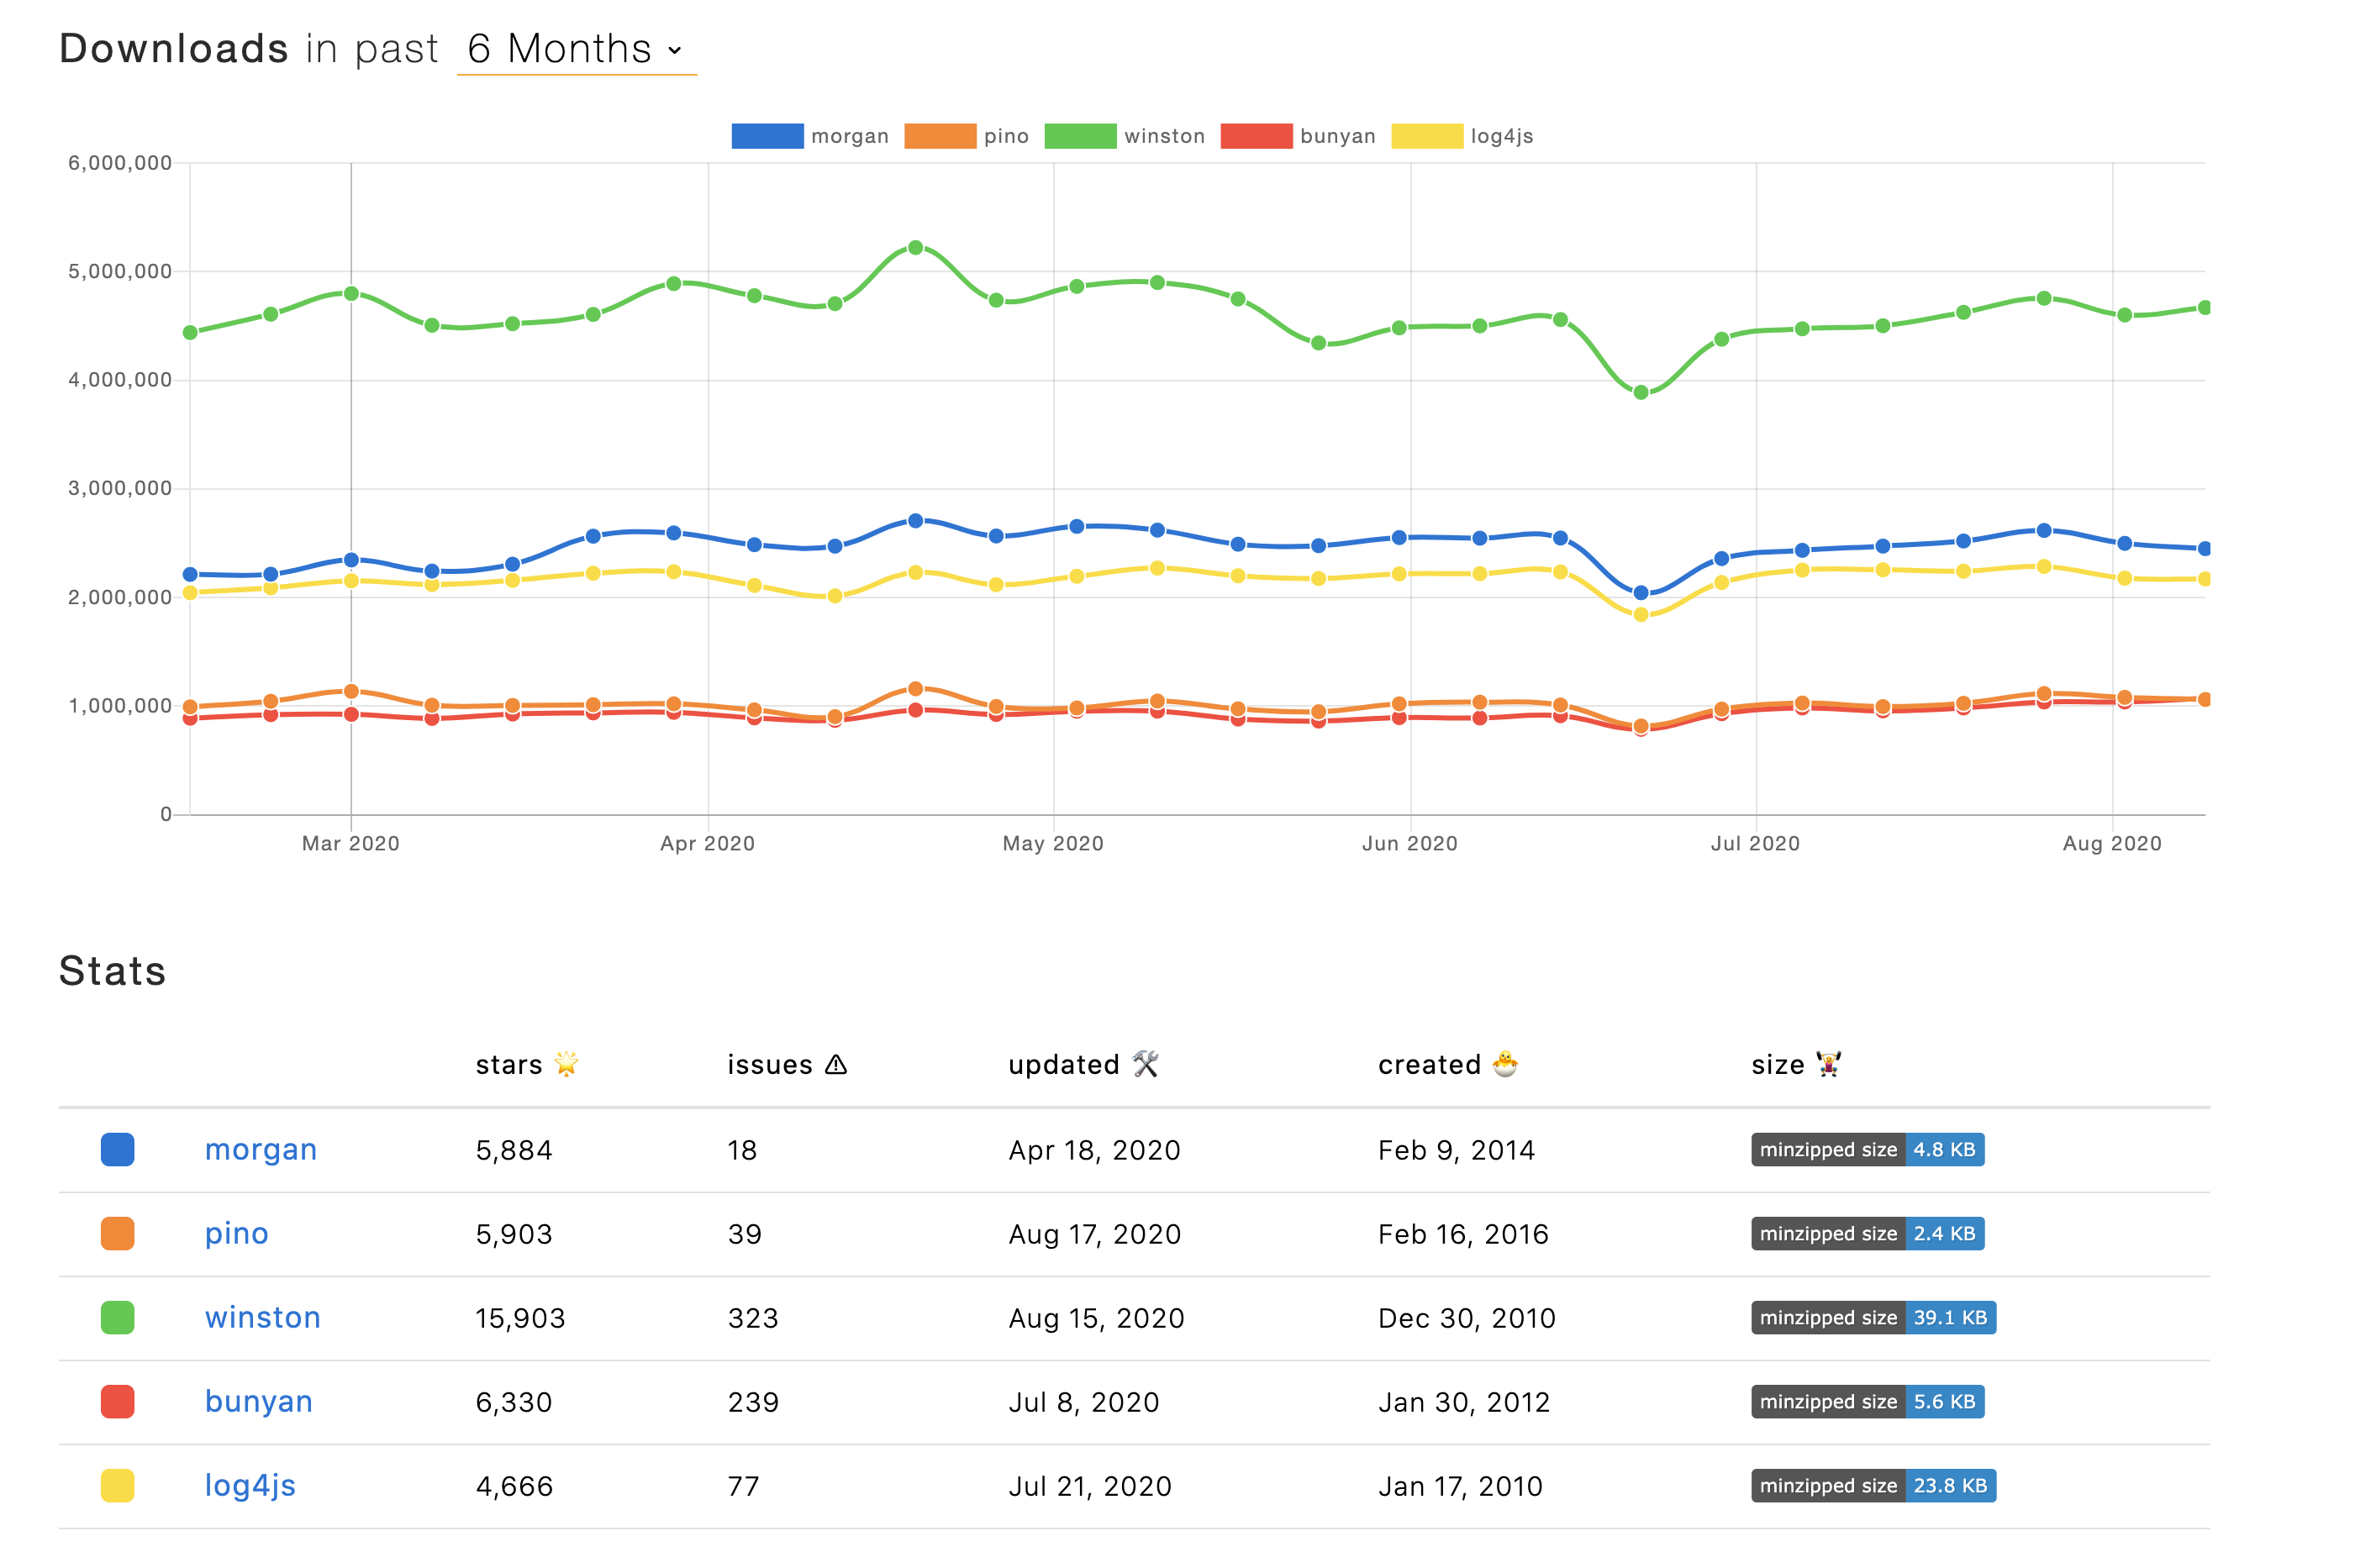 Downloads in past 6 Months
morgan pino winston bunyan log4js
6,000,000
5,000,000
4,000,000
3,000,000
2,000,000
1,000,000
0
Mar 2020 Apr 2020 May 2020 Jun 2020 Jul 2020 Aug 2020
Stats
stars 🌟 issues ⚠ updated 🛠 created 🐣 size 🏋
morgan 5,884 18 Apr 18, 2020 Feb 9, 2014 minzipped size 4.8 KB
pino 5,903 39 Aug 17, 2020 Feb 16, 2016 minzipped size 2.4 KB
winston 15,903 323 Aug 15, 2020 Dec 30, 2010 minzipped size 39.1 KB
bunyan 6,330 239 Jul 8, 2020 Jan 30, 2012 minzipped size 5.6 KB
log4js 4,666 77 Jul 21, 2020 Jan 17, 2010 minzipped size 23.8 KB